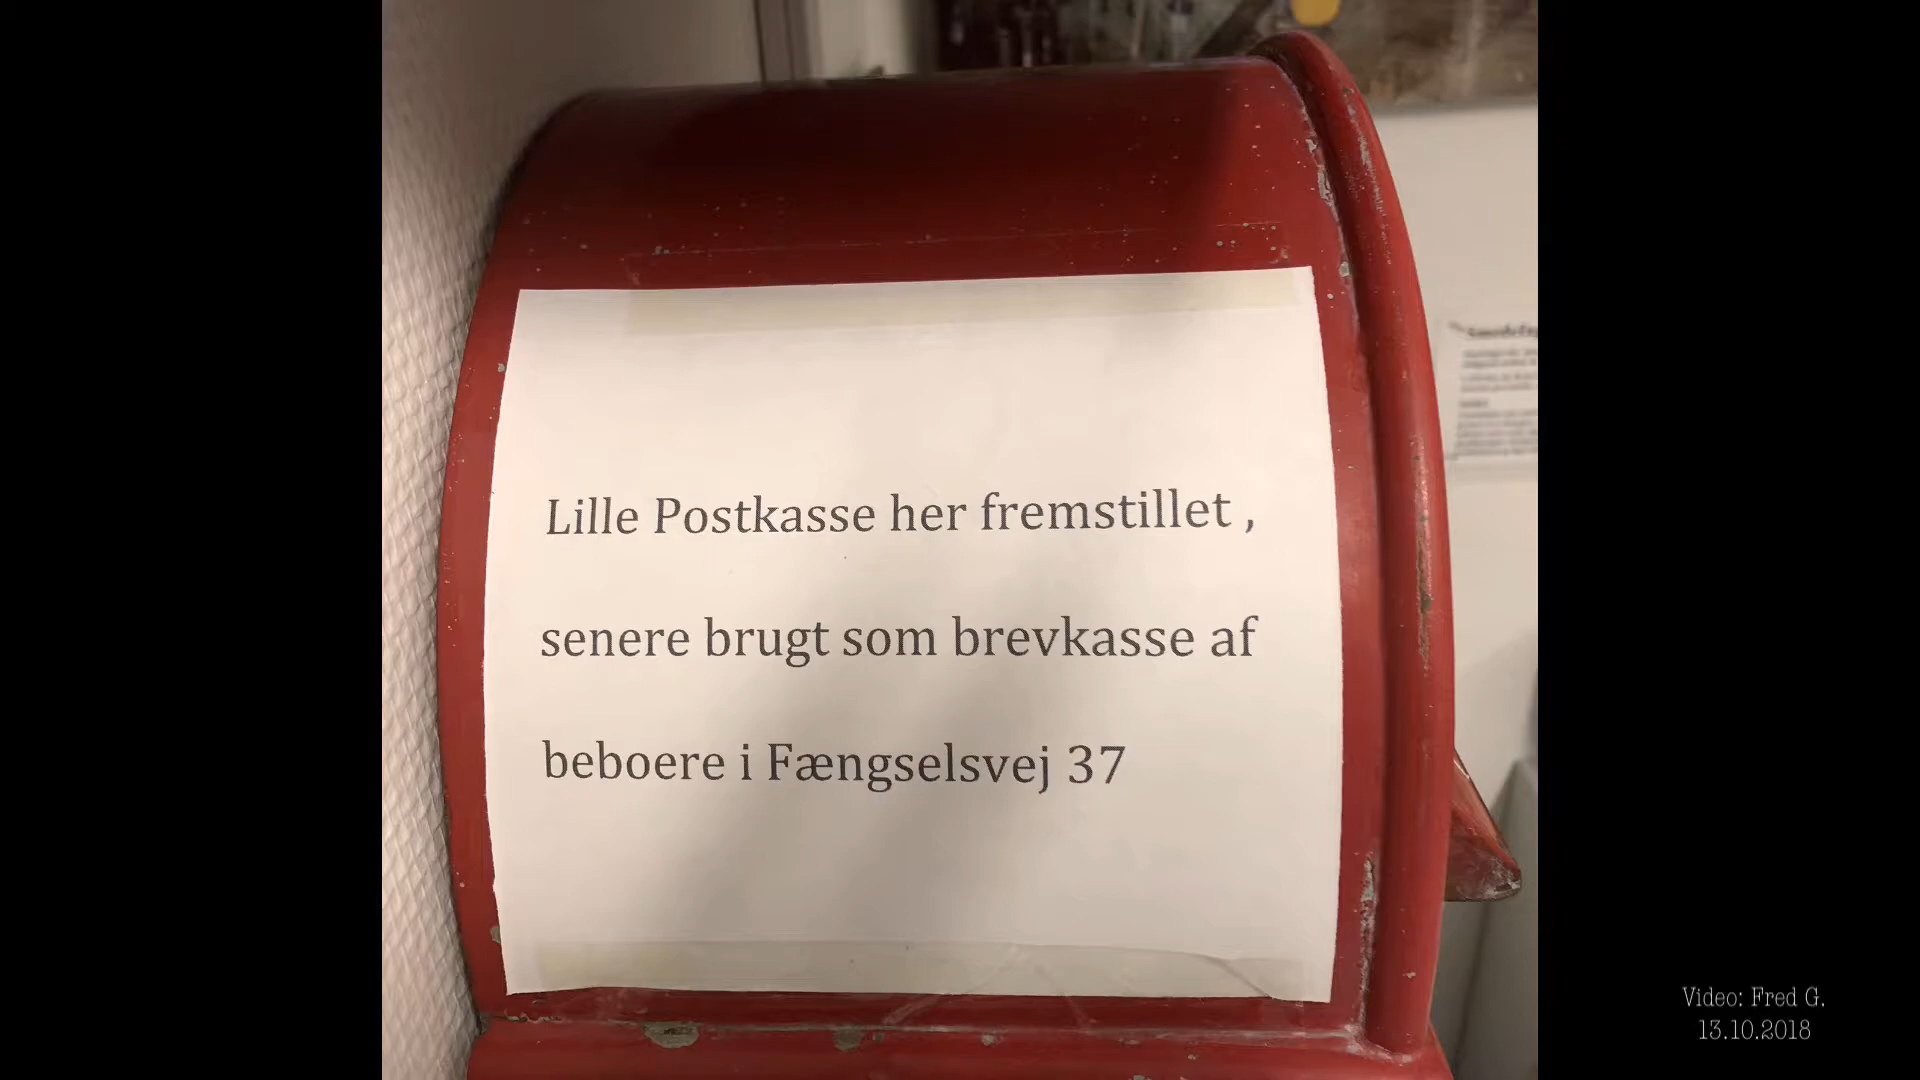 Lille Postkasse her fremstillet ,
senere brugt som brevkasse af
beboere i Fængselsvej 37
Video: Fred G.
13.10.2018